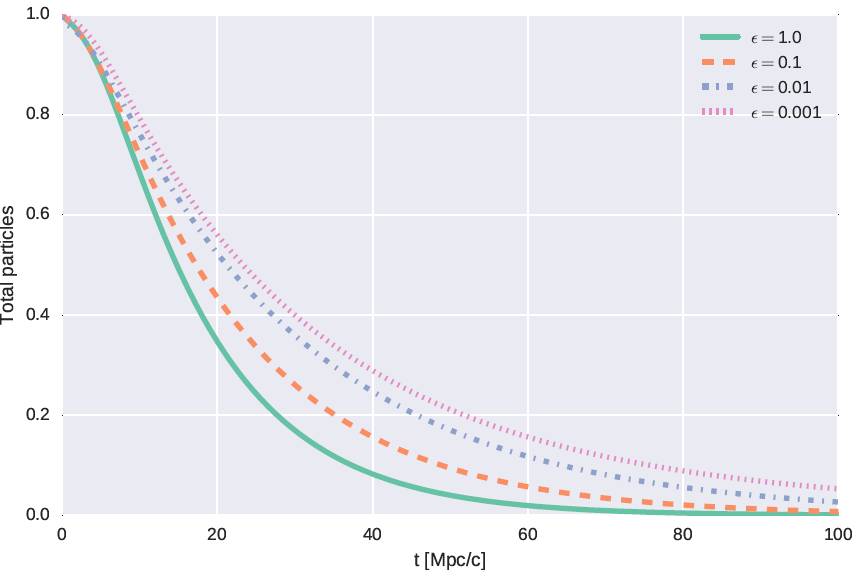 1.0
0.8
0.6
0.4
0.2
0.0
Total particles
ϵ = 1.0
ϵ = 0.1
ϵ = 0.01
ϵ = 0.001
0 20 40 60 80 100
t [Mpc/c]